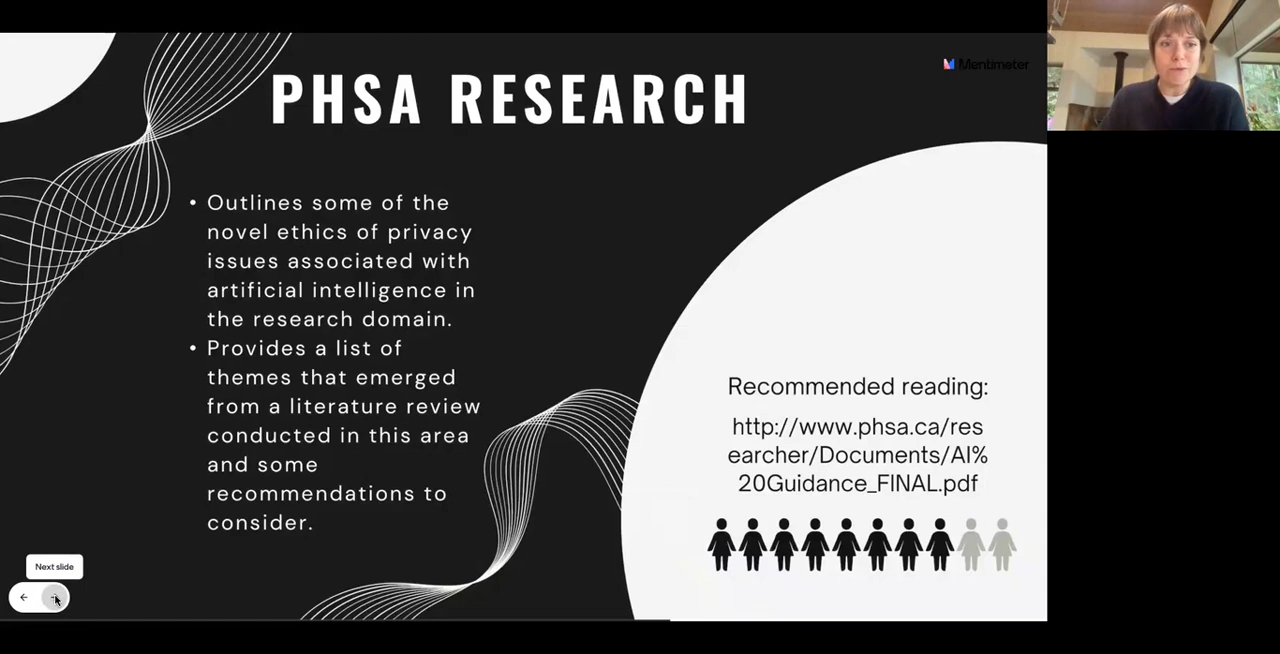 Mentimeter
PHSA RESEARCH
• Outlines some of the
novel ethics of privacy
issues associated with
artificial intelligence in
the research domain.
• Provides a list of
themes that emerged
from a literature review
conducted in this area
and some
recommendations to
consider.
Recommended reading:
http://www.phsa.ca/res
earcher/Documents/AI%
20Guidance_FINAL.pdf
Next slide